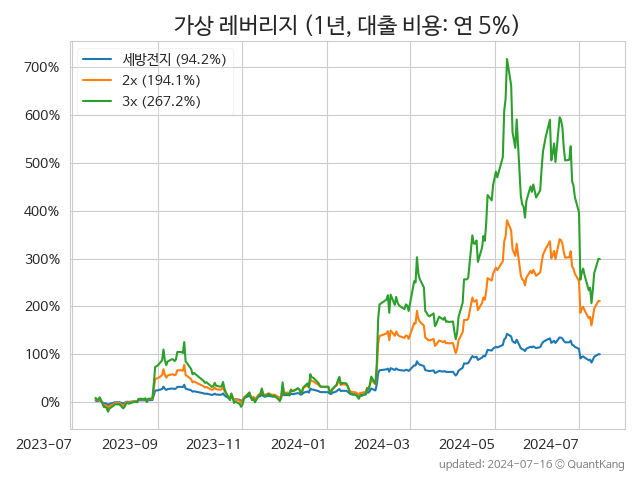 가상 레버리지 (1년, 대출 비용: 연 5%)
세방전지 (94.2%)
2x (194.1%)
3x (267.2%)
700%
600%
500%
400%
300%
200%
100%
0%
2023-07 2023-09 2023-11 2024-01 2024-03 2024-05 2024-07
updated: 2024-07-16 © QuantKang